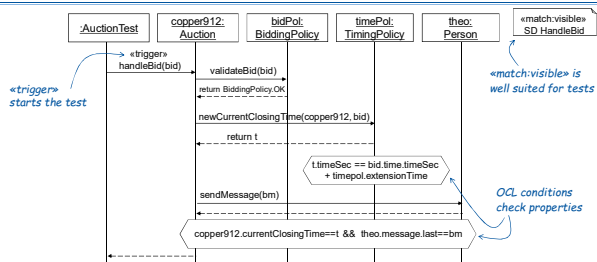 :AuctionTest
copper912:
Auction
bidPol:
BiddingPolicy
timePol:
TimingPolicy
theo:
Person
«match:visible»
SD HandleBid
«trigger»
handleBid(bid)
validateBid(bid)
«trigger»
starts the test
return BiddingPolicy.OK
«match:visible» is
well suited for tests
newCurrentClosingTime(copper912, bid)
return t
t.timeSec == bid.time.timeSec
+ timepol.extensionTime
sendMessage(bm)
OCL conditions
check properties
copper912.currentClosingTime==t && theo.message.last==bm